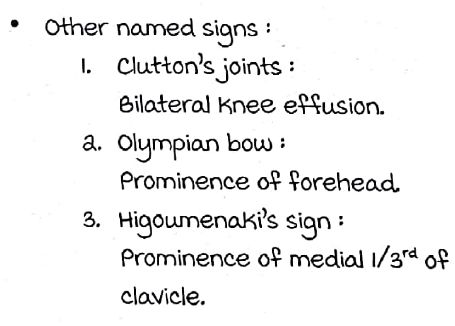 • Other named signs :
1. Clutton's joints :
Bilateral knee effusion.
2. Olympian bow :
Prominence of forehead.
3. Higoumenaki's sign :
Prominence of medial 1/3rd of
clavicle.